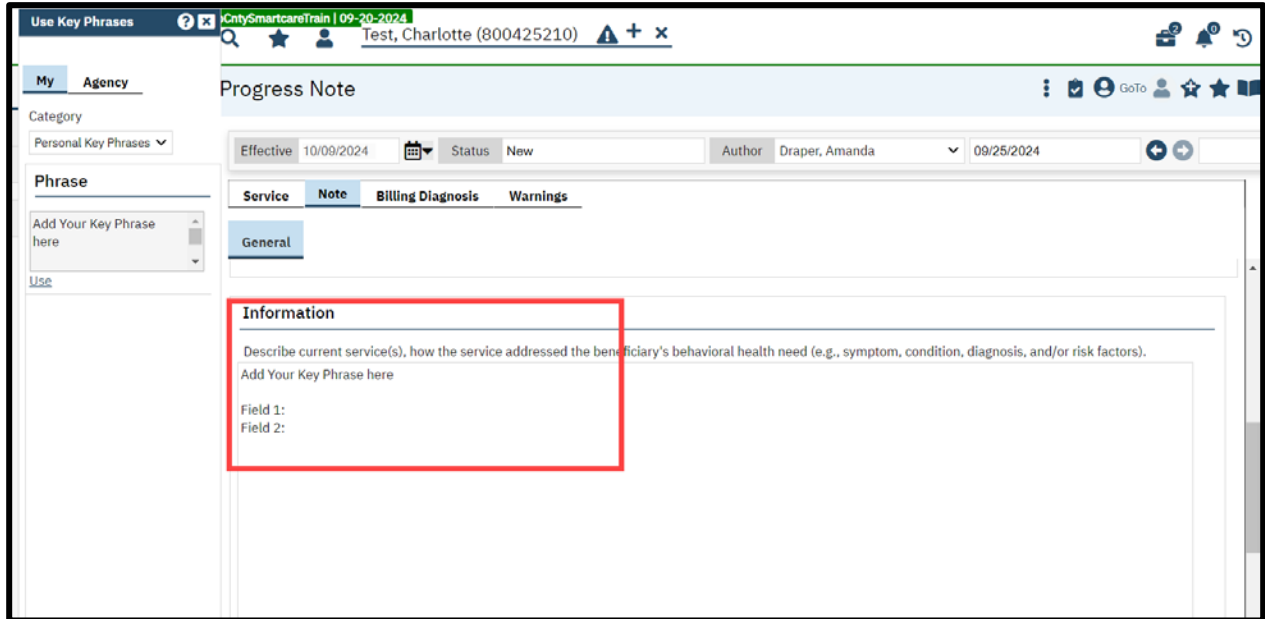 Use Key Phrases
CntySmartcareTrain | 09-20-2024
Test, Charlotte (800425210)
2
0
My Agency
Progress Note
GoTo
Category
Personal Key Phrases
Effective 10/09/2024 Status New Author Draper, Amanda 09/25/2024
Phrase
Service Note Billing Diagnosis Warnings
Add Your Key Phrase
here
General
Use
Information
Describe current service(s), how the service addressed the beneficiary's behavioral health need (e.g., symptom, condition, diagnosis, and/or risk factors).
Add Your Key Phrase here
Field 1:
Field 2: